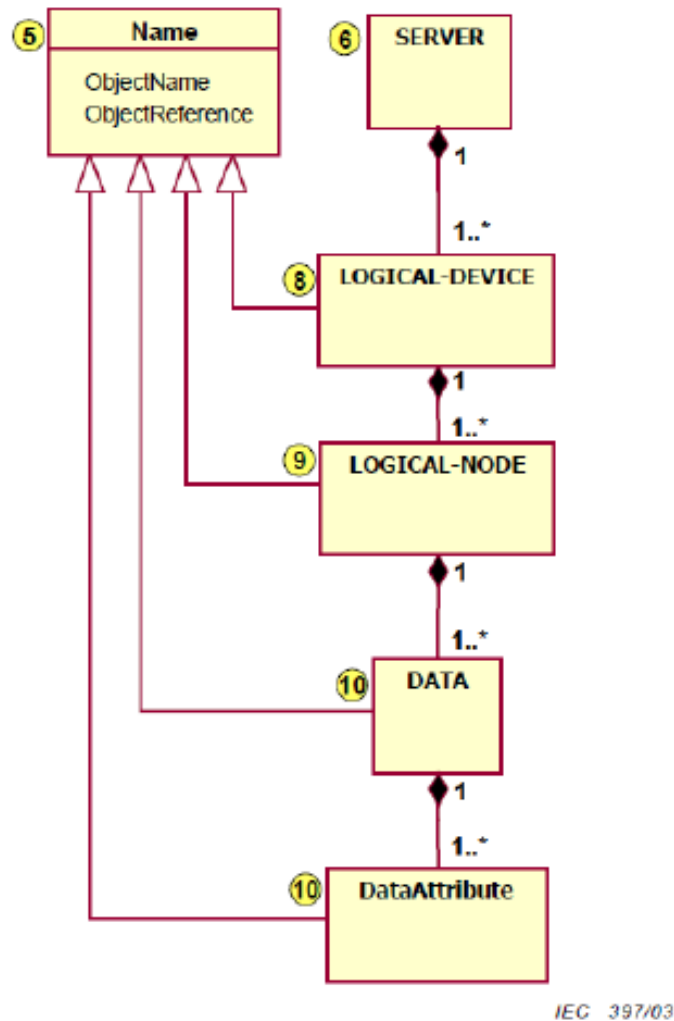 5
Name
ObjectName
ObjectReference
6
SERVER
1
1..*
8
LOGICAL-DEVICE
1
1..*
9
LOGICAL-NODE
1
1..*
10
DATA
1
1..*
10
DataAttribute
IEC 397/03